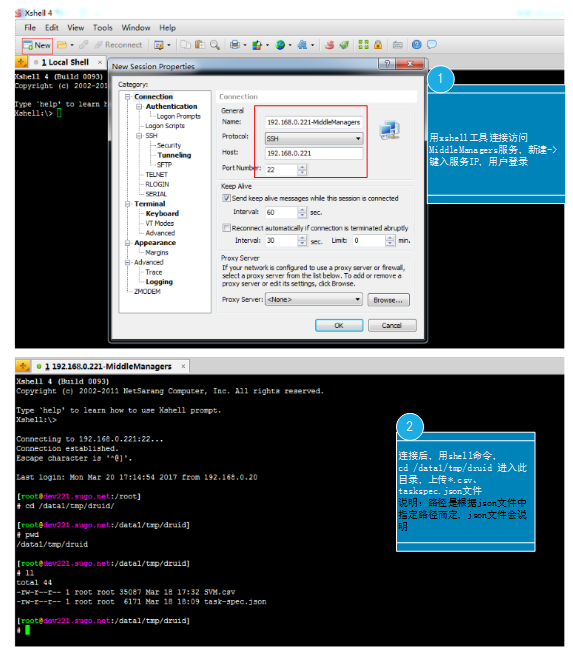 Xshell 4
File Edit View Tools Window Help
New Reconnect
1 Local Shell ×
Xshell 4 (Build 0093)
Copyright (c) 2002-201
Type `help' to learn h
Xshell:\>
New Session Properties
Category:
Connection
Authentication
Logon Prompts
Logon Scripts
SSH
Security
Tunneling
SFTP
TELNET
RLOGIN
SERIAL
Terminal
Keyboard
VT Modes
Advanced
Appearance
Margins
Advanced
Trace
Logging
ZMODEM
Connection
General
Name: 192.168.0.221-MiddleManagers
Protocol: SSH
Host: 192.168.0.221
Port Number: 22
Keep Alive
Send keep alive messages while this session is connected
Interval: 60 sec.
Reconnect automatically if connection is terminated abruptly
Interval: 30 sec. Limit: 0 min.
Proxy Server
If your network is configured to use a proxy server or firewall,
select a proxy server from the list below. To add or remove a
proxy server or edit its settings, click Browse.
Proxy Server: <None> Browse...
OK Cancel
1
用xshell工具连接访问
MiddleManagers服务，新建->
键入服务IP，用户登录
1 192.168.0.221-MiddleManagers ×
Xshell 4 (Build 0093)
Copyright (c) 2002-2011 NetSarang Computer, Inc. All rights reserved.
Type `help' to learn how to use Xshell prompt.
Xshell:\>
Connecting to 192.168.0.221:22...
Connection established.
Escape character is '^@]'.
Last login: Mon Mar 20 17:14:54 2017 from 192.168.0.20
[root@dev221.sugo.net:/root]
# cd /data1/tmp/druid/
[root@dev221.sugo.net:/data1/tmp/druid]
# pwd
/data1/tmp/druid
[root@dev221.sugo.net:/data1/tmp/druid]
# ll
total 44
-rw-r--r-- 1 root root 35087 Mar 18 17:32 SVM.csv
-rw-r--r-- 1 root root 6171 Mar 18 18:09 task-spec.json
[root@dev221.sugo.net:/data1/tmp/druid]
#
2
连接后，用shell命令，
cd /data1/tmp/druid 进入此
目录，上传*.csv、
taskspec.json文件
说明：路径是根据json文件中
指定路径而定，json文件会说
明